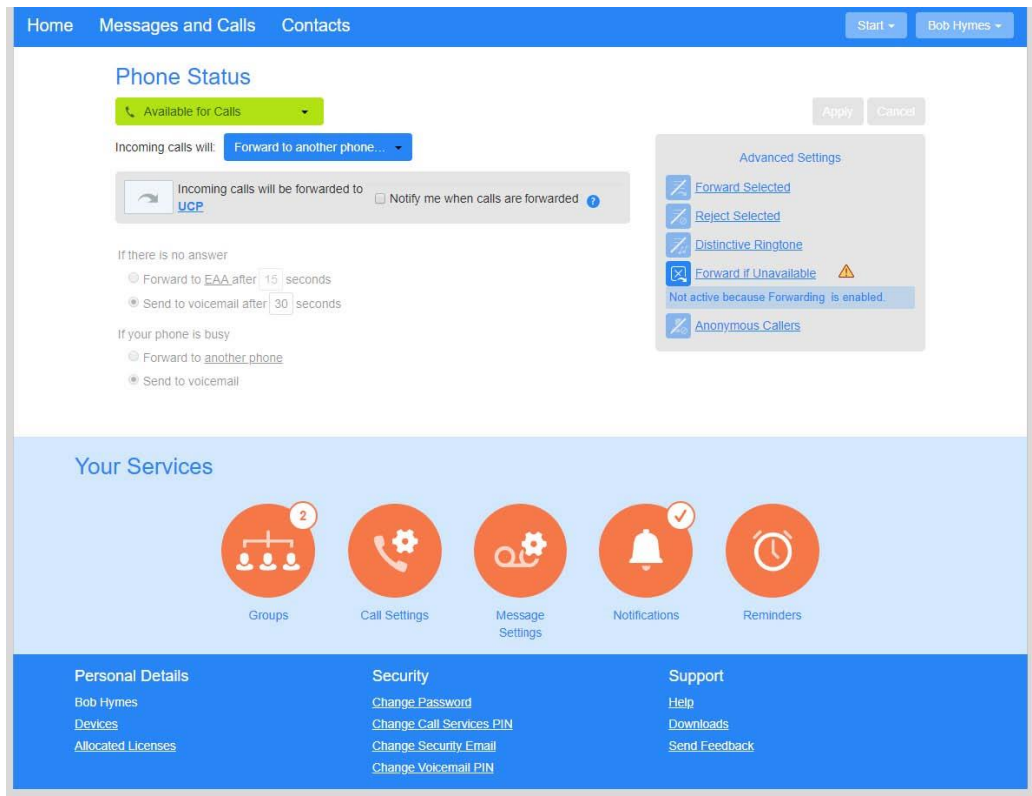 Home Messages and Calls Contacts Start Bob Hymes
Phone Status
Available for Calls
Apply Cancel
Incoming calls will: Forward to another phone...
Incoming calls will be forwarded to
UCP
Notify me when calls are forwarded ?
If there is no answer
Forward to EAA after 15 seconds
Send to voicemail after 30 seconds
If your phone is busy
Forward to another phone
Send to voicemail
Advanced Settings
Forward Selected
Reject Selected
Distinctive Ringtone
Forward if Unavailable
Not active because Forwarding is enabled.
Anonymous Callers
Your Services
2
Groups
Call Settings
Message
Settings
Notifications
Reminders
Personal Details
Bob Hymes
Devices
Allocated Licenses
Security
Change Password
Change Call Services PIN
Change Security Email
Change Voicemail PIN
Support
Help
Downloads
Send Feedback